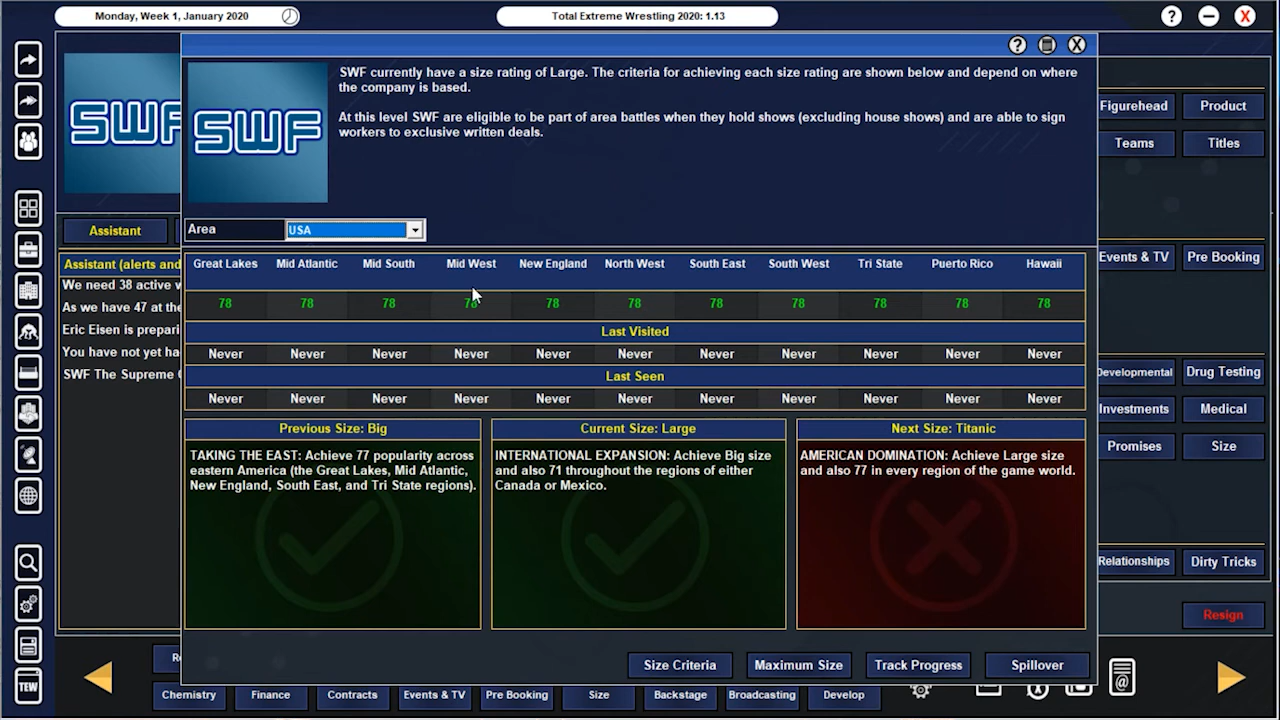 Monday, Week 1, January 2020
Total Extreme Wrestling 2020: 1.13
?
X
SWF
SWF
?
X
SWF currently have a size rating of Large. The criteria for achieving each size rating are shown below and depend on where
the company is based.
At this level SWF are eligible to be part of area battles when they hold shows (excluding house shows) and are able to sign
workers to exclusive written deals.
Figurehead
Product
Teams
Titles
Area
USA
Assistant
Assistant (alerts and
We need 38 active
As we have 47 at the
Eric Eisen is
You have not yet
SWF The Supreme
Great Lakes
Mid Atlantic
Mid South
Mid West
New England
North West
South East
South West
Tri State
Puerto Rico
Hawaii
78 78 78 78 78 78 78 78 78 78 78
Last Visited
Never Never Never Never Never Never Never Never Never Never Never
Last Seen
Never Never Never Never Never Never Never Never Never Never Never
Events & TV
Pre Booking
Developmental
Drug Testing
Investments
Medical
Promises
Size
Relationships
Dirty Tricks
Resign
Previous Size: Big
TAKING THE EAST: Achieve 77 popularity across
eastern America (the Great Lakes, Mid Atlantic,
New England, South East, and Tri State regions).
Current Size: Large
INTERNATIONAL EXPANSION: Achieve Big size
and also 71 throughout the regions of either
Canada or Mexico.
Next Size: Titanic
AMERICAN DOMINATION: Achieve Large size
and also 77 in every region of the game world.
Size Criteria
Maximum Size
Track Progress
Spillover
Chemistry
Finance
Contracts
Events & TV
Pre Booking
Size
Backstage
Broadcasting
Develop
TEW
@